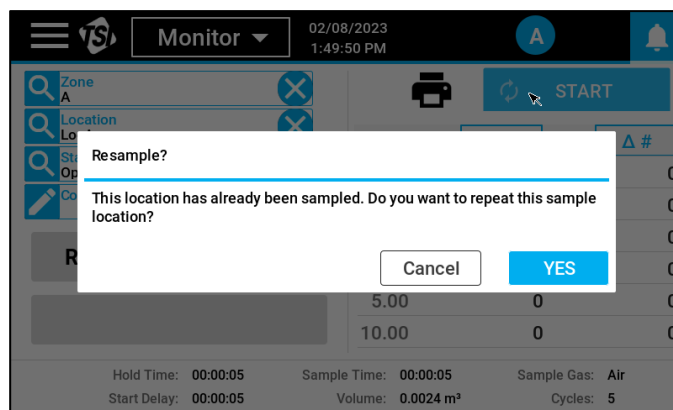 TSI
Monitor
02/08/2023
1:49:50 PM
A
Zone
A
START
Location
Δ #
Resample?
This location has already been sampled. Do you want to repeat this sample
location?
Cancel
YES
5.00 0 0
10.00 0 0
Hold Time: 00:00:05 Sample Time: 00:00:05 Sample Gas: Air
Start Delay: 00:00:05 Volume: 0.0024 m³ Cycles: 5